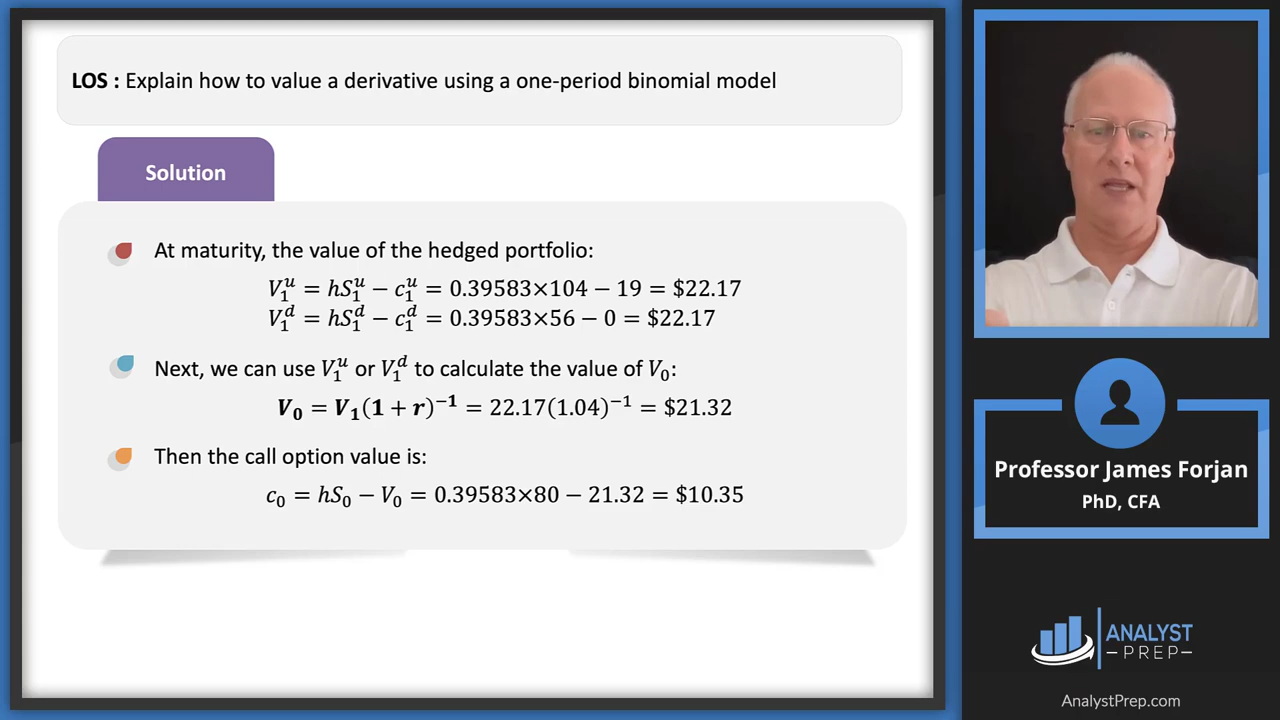 LOS : Explain how to value a derivative using a one-period binomial model
Solution
At maturity, the value of the hedged portfolio:
V₁ᵘ = hS₁ᵘ − c₁ᵘ = 0.39583×104 − 19 = $22.17
V₁ᵈ = hS₁ᵈ − c₁ᵈ = 0.39583×56 − 0 = $22.17
Next, we can use V₁ᵘ or V₁ᵈ to calculate the value of V₀:
V₀ = V₁(1 + r)⁻¹ = 22.17(1.04)⁻¹ = $21.32
Then the call option value is:
c₀ = hS₀ − V₀ = 0.39583×80 − 21.32 = $10.35
Professor James Forjan
PhD, CFA
ANALYST
PREP
AnalystPrep.com